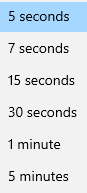 5 seconds
7 seconds
15 seconds
30 seconds
1 minute
5 minutes